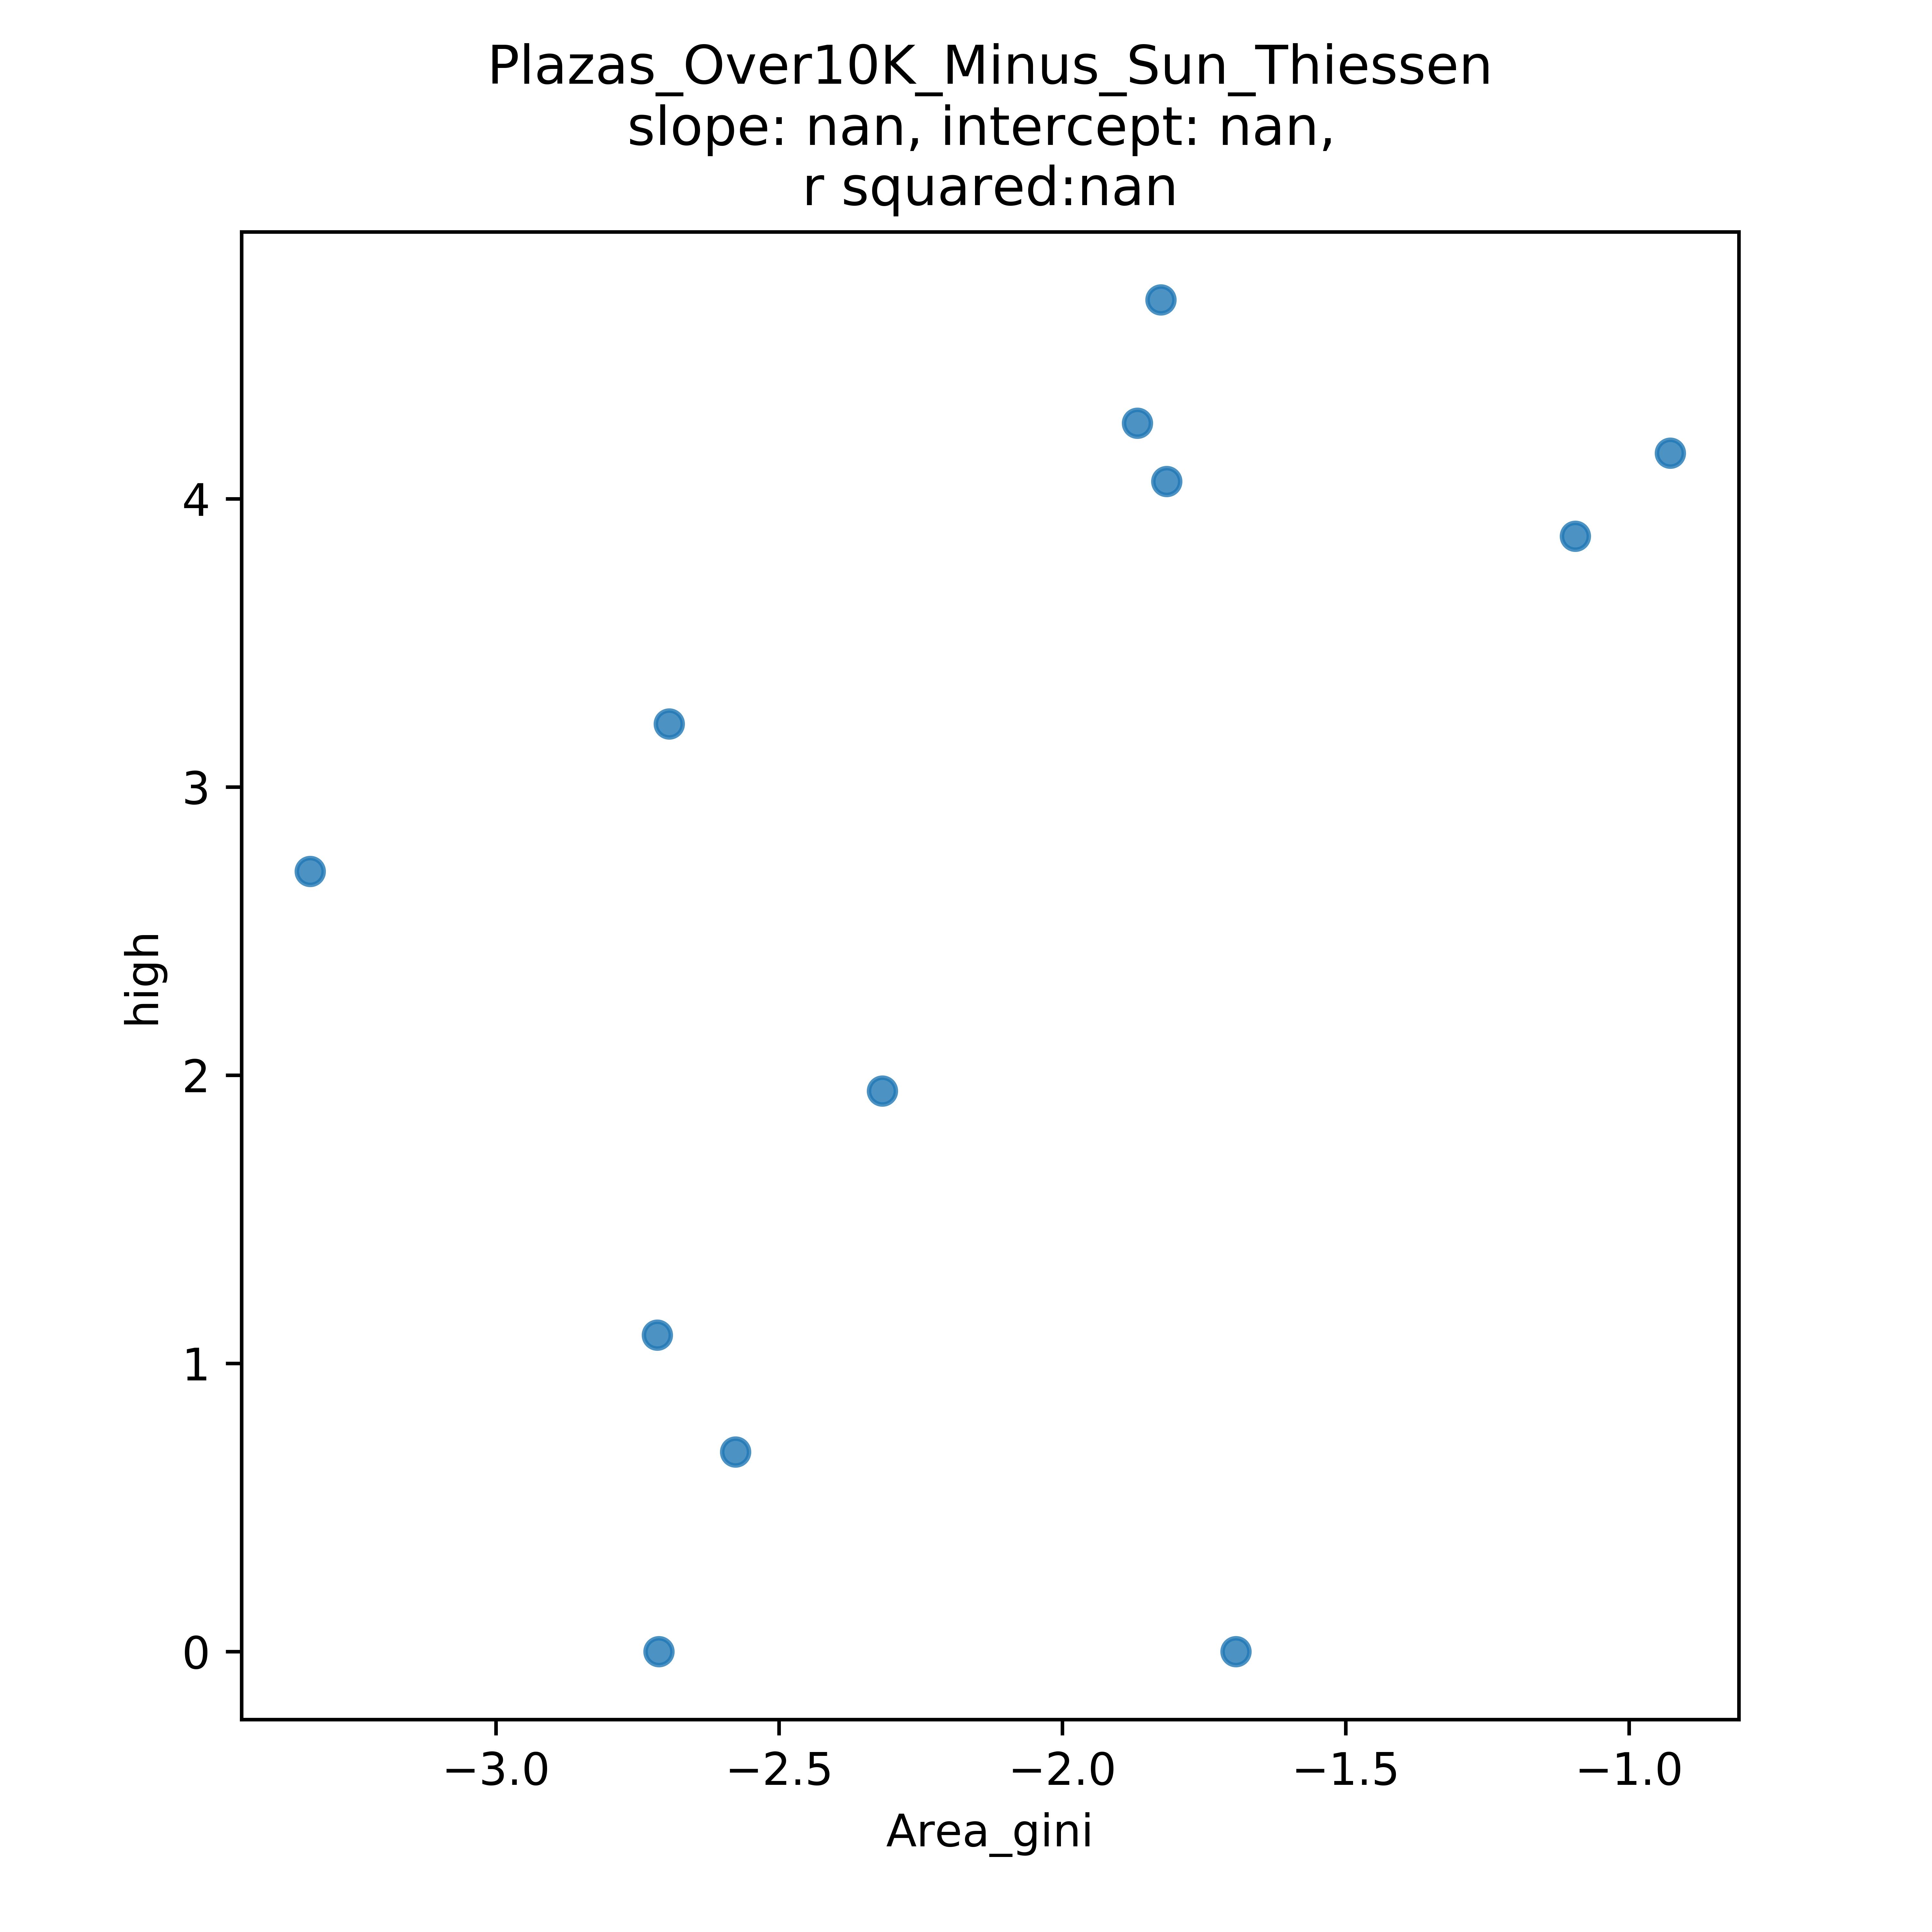 Plazas_Over10K_Minus_Sun_Thiessen
slope: nan, intercept: nan,
r squared:nan
4
3
2
1
0
high
−3.0 −2.5 −2.0 −1.5 −1.0
Area_gini